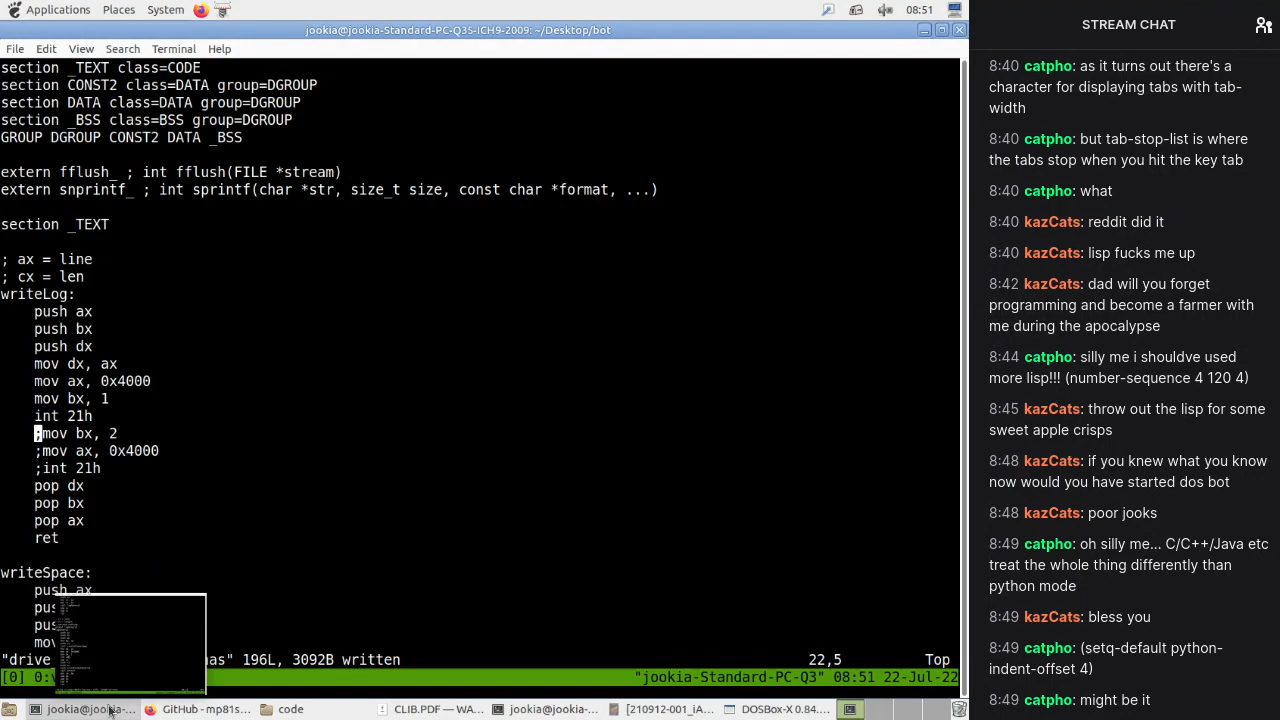 Applications Places System 08:51
jookia@jookia-Standard-PC-Q35-ICH9-2009: ~/Desktop/bot
File Edit View Search Terminal Help
section _TEXT class=CODE
section CONST2 class=DATA group=DGROUP
section DATA class=DATA group=DGROUP
section _BSS class=BSS group=DGROUP
GROUP DGROUP CONST2 DATA _BSS
extern fflush_ ; int fflush(FILE *stream)
extern snprintf_ ; int sprintf(char *str, size_t size, const char *format, ...)
section _TEXT
; ax = line
; cx = len
writeLog:
push ax
push bx
push dx
mov dx, ax
mov ax, 0x4000
mov bx, 1
int 21h
;mov bx, 2
;mov ax, 0x4000
;int 21h
pop dx
pop bx
pop ax
ret
writeSpace:
push ax
pus
pus
mov
"drive as" 196L, 3092B written 22,5 Top
[0] 0: "jookia-Standard-PC-Q3" 08:51 22-Jul-22
jookia@jookia-... GitHub - mp81s... code CLIB.PDF — WA... jookia@jookia-... [210912-001_iA... DOSBox-X 0.84....
STREAM CHAT
8:40 catpho: as it turns out there's a
character for displaying tabs with tab-
width
8:40 catpho: but tab-stop-list is where
the tabs stop when you hit the key tab
8:40 catpho: what
8:40 kazCats: reddit did it
8:40 kazCats: lisp fucks me up
8:42 kazCats: dad will you forget
programming and become a farmer with
me during the apocalypse
8:44 catpho: silly me i shouldve used
more lisp!!! (number-sequence 4 120 4)
8:45 kazCats: throw out the lisp for some
sweet apple crisps
8:48 kazCats: if you knew what you know
now would you have started dos bot
8:48 kazCats: poor jooks
8:49 catpho: oh silly me... C/C++/Java etc
treat the whole thing differently than
python mode
8:49 kazCats: bless you
8:49 catpho: (setq-default python-
indent-offset 4)
8:49 catpho: might be it